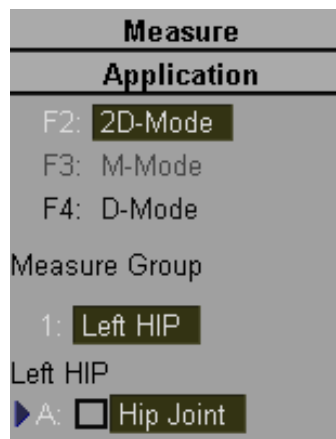 Measure
Application
F2: 2D-Mode
F3: M-Mode
F4: D-Mode
Measure Group
1: Left HIP
Left HIP
A: Hip Joint